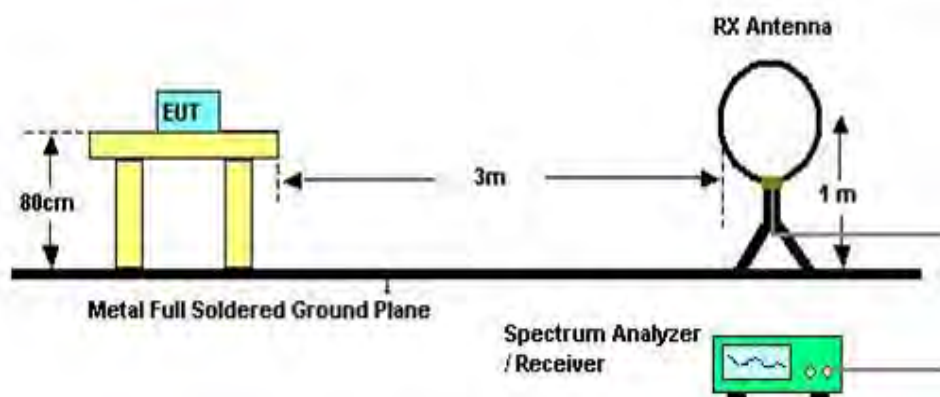 RX Antenna
EUT
80cm
3m
1 m
Metal Full Soldered Ground Plane
Spectrum Analyzer
/ Receiver